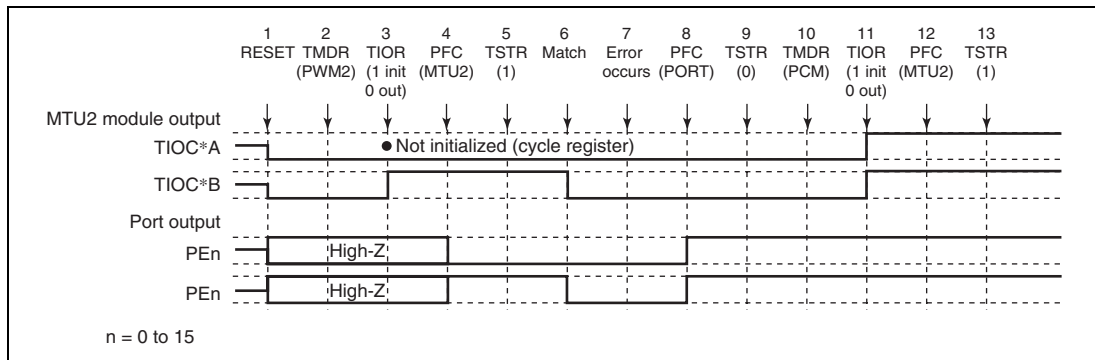 1 2 3 4 5 6 7 8 9 10 11 12 13
RESET TMDR TIOR PFC TSTR Match Error PFC TSTR TMDR TIOR PFC TSTR
(PWM2) (1 init (MTU2) (1) occurs (PORT) (0) (PCM) (1 init (MTU2) (1)
0 out) 0 out)
MTU2 module output
TIOC*A ● Not initialized (cycle register)
TIOC*B
Port output
PEn High-Z
PEn High-Z
n = 0 to 15